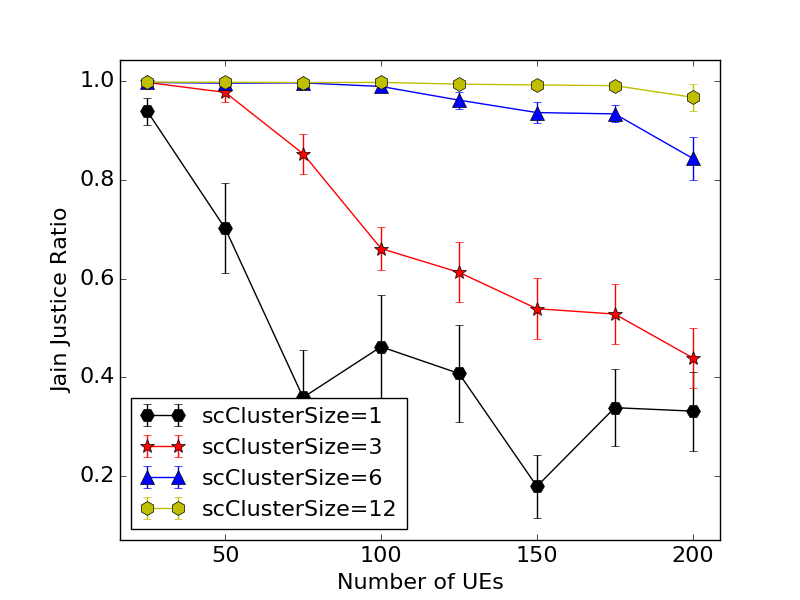 1.0
0.8
0.6
0.4
0.2
Jain Justice Ratio
scClusterSize=1
scClusterSize=3
scClusterSize=6
scClusterSize=12
50
100
150
200
Number of UEs